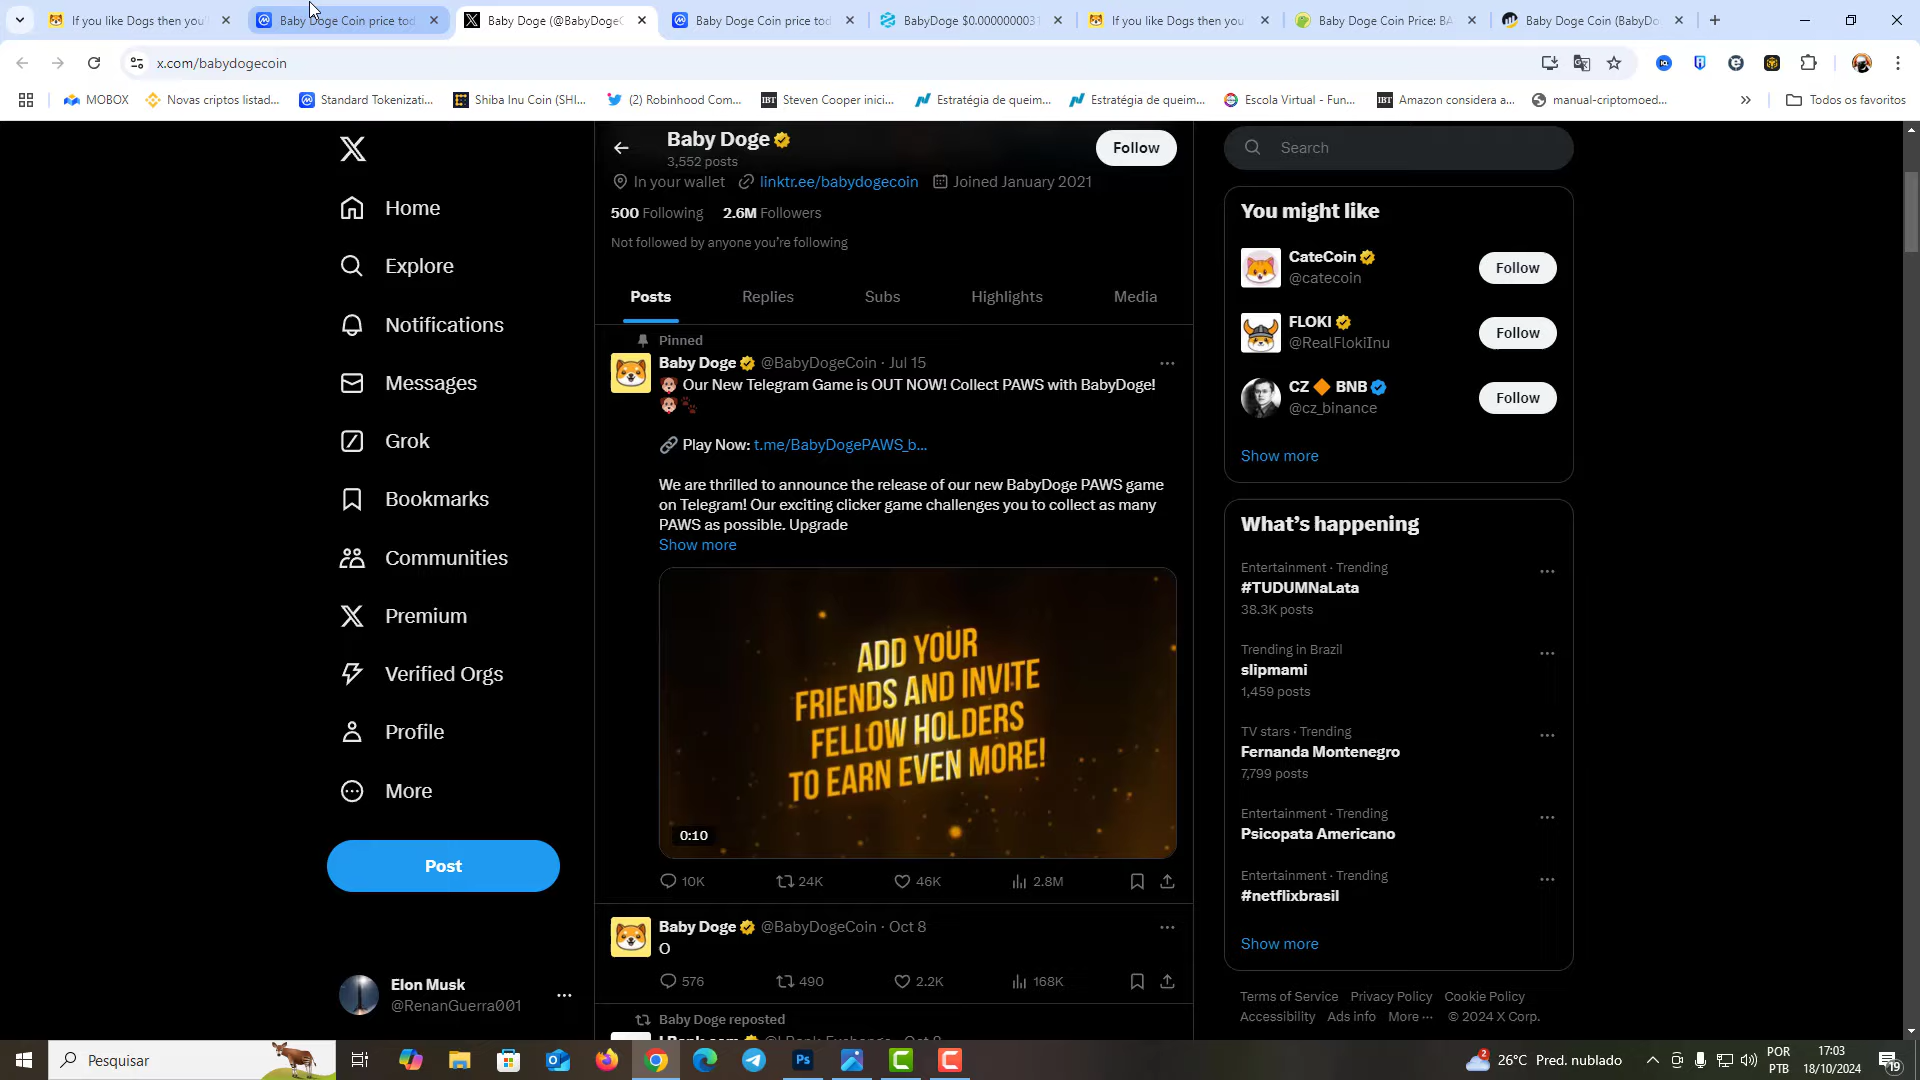 If you like Dogs then you'
Baby Doge Coin price tod
Baby Doge (@BabyDogeC
Baby Doge Coin price tod
BabyDoge $0.0000000031
If you like Dogs then you
Baby Doge Coin Price: BA
Baby Doge Coin (BabyDo
x.com/babydogecoin
MOBOX
Novas criptos listad...
Standard Tokenizati...
Shiba Inu Coin (SHI...
(2) Robinhood Com...
Steven Cooper inici...
Estratégia de queim...
Estratégia de queim...
Escola Virtual - Fun...
Amazon considera a...
manual-criptomoed...
Todos os favoritos
Home
Explore
Notifications
Messages
Grok
Bookmarks
Communities
Premium
Verified Orgs
Profile
More
Post
Elon Musk
@RenanGuerra001
Baby Doge
3,552 posts
Follow
In your wallet linktr.ee/babydogecoin Joined January 2021
500 Following 2.6M Followers
Not followed by anyone you're following
Posts Replies Subs Highlights Media
Pinned
Baby Doge @BabyDogeCoin · Jul 15
🐶 Our New Telegram Game is OUT NOW! Collect PAWS with BabyDoge!
🐶🐾
🔗 Play Now: t.me/BabyDogePAWS_b...
We are thrilled to announce the release of our new BabyDoge PAWS game
on Telegram! Our exciting clicker game challenges you to collect as many
PAWS as possible. Upgrade
Show more
ADD YOUR
FRIENDS AND INVITE
FELLOW HOLDERS
TO EARN EVEN MORE!
0:10
10K 24K 46K 2.8M
Baby Doge @BabyDogeCoin · Oct 8
O
576 490 2.2K 168K
Baby Doge reposted
Search
You might like
CateCoin
@catecoin
Follow
FLOKI
@RealFlokiInu
Follow
CZ 🔶 BNB
@cz_binance
Follow
Show more
What's happening
Entertainment · Trending
#TUDUMNaLata
38.3K posts
Trending in Brazil
slipmami
1,459 posts
TV stars · Trending
Fernanda Montenegro
7,799 posts
Entertainment · Trending
Psicopata Americano
Entertainment · Trending
#netflixbrasil
Show more
Terms of Service Privacy Policy Cookie Policy
Accessibility Ads info More ··· © 2024 X Corp.
Pesquisar
2
26°C Pred. nublado
POR
PTB
17:03
18/10/2024
19